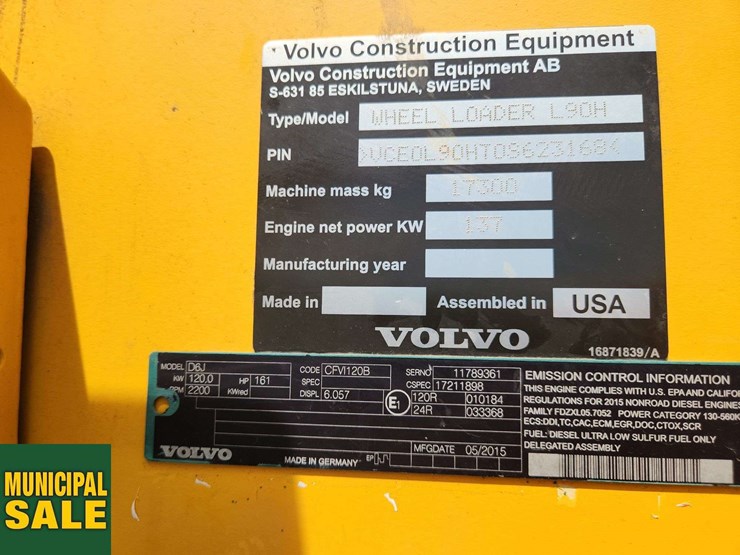 Volvo Construction Equipment
Volvo Construction Equipment AB
S-631 85 ESKILSTUNA, SWEDEN
Type/Model WHEEL LOADER L90H
PIN >VCE0L90HT0S6231684
Machine mass kg 17300
Engine net power KW 137
Manufacturing year
Made in Assembled in USA
VOLVO
16871839/A
MODEL D6J CODE CFVI120B SERNO 11789361
KW 120,0 HP 161 SPEC CSPEC 17211898
RPM 2200 KWred DISPL 6.057 E1 120R 010184
24R 033368
VOLVO MADE IN GERMANY EP MFGDATE 05/2015
EMISSION CONTROL INFORMATION
THIS ENGINE COMPLIES WITH U.S. EPA AND CALIFOR
REGULATIONS FOR 2015 NONROAD DIESEL ENGINES
FAMILY FDZXL05.7052 POWER CATEGORY 130-560K
ECS:DDI,TC,CAC,ECM,EGR,DOC,CTOX,SCR
FUEL: DIESEL ULTRA LOW SULFUR FUEL ONLY
DELEGATED ASSEMBLY
MUNICIPAL
SALE